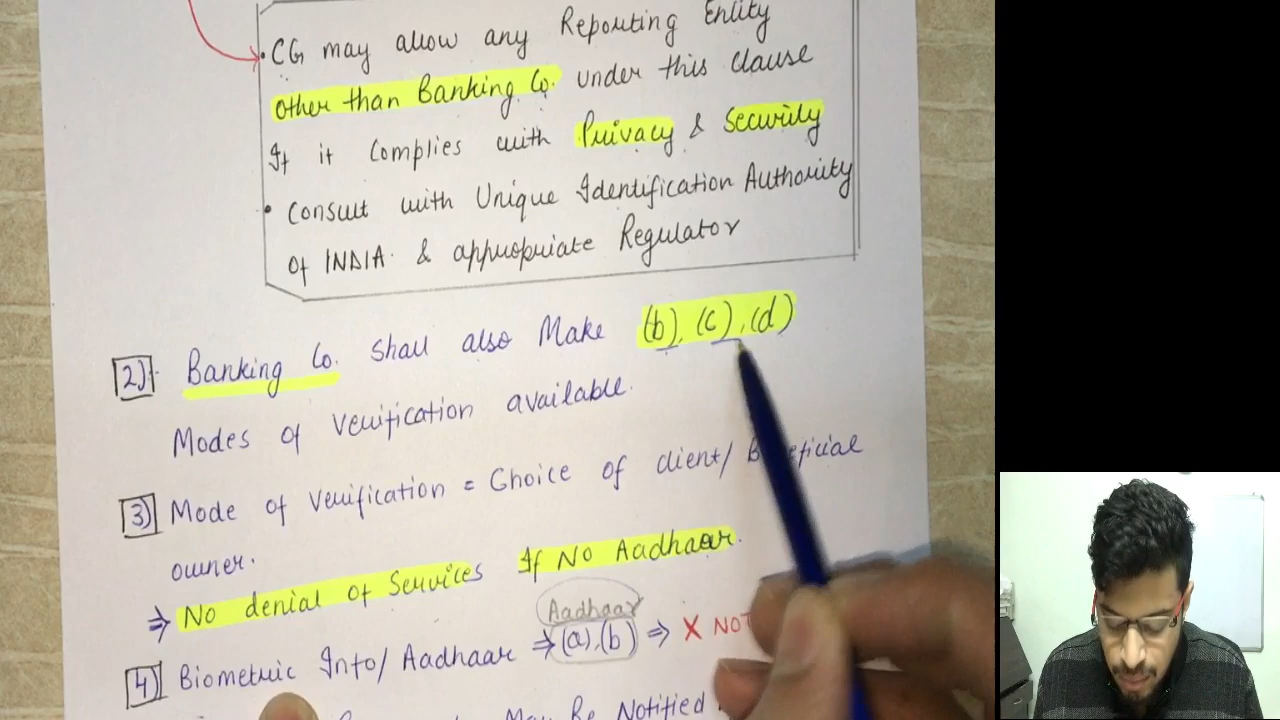 • CG may allow any Reporting Entity
Other than Banking Co. under this clause
If it Complies with Privacy & Security
• Consult with Unique Identification Authority
Of INDIA. & appropriate Regulator
2) Banking Co. Shall also Make (b), (c), (d)
Modes of Verification available.
3) Mode of Verification = Choice of client/ Beneficial
owner.
⇒ No denial of Services If No Aadhaar.
Aadhaar
4) Biometric Info/ Aadhaar ⇒ (a), (b) ⇒ X NOT
May Be Notified